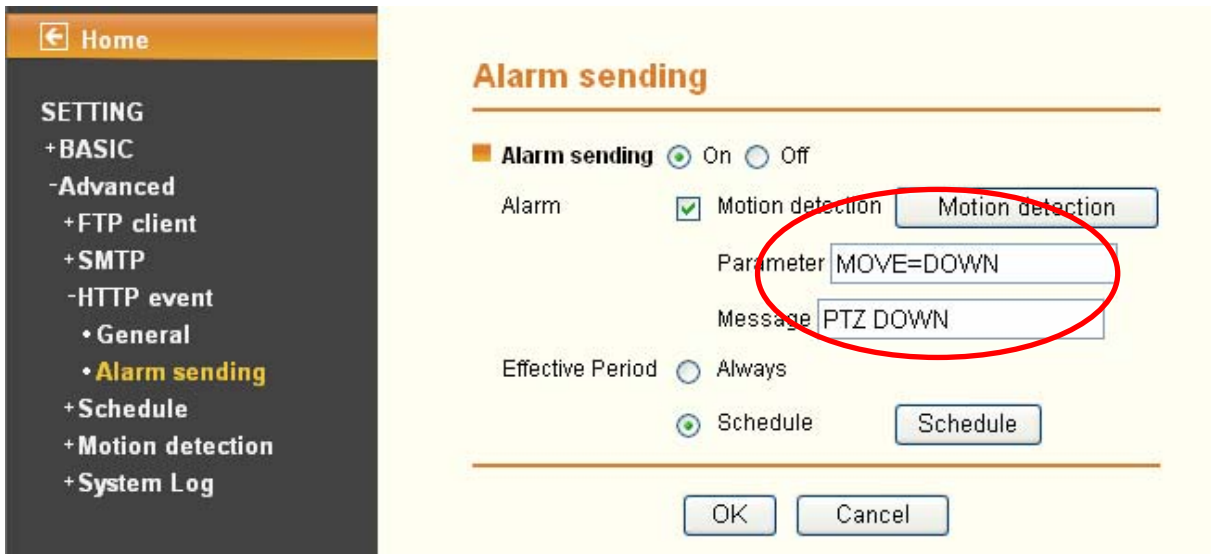 Home
SETTING
+BASIC
-Advanced
+FTP client
+SMTP
-HTTP event
•General
•Alarm sending
+Schedule
+Motion detection
+System Log
Alarm sending
Alarm sending On Off
Alarm Motion detection Motion detection
Parameter MOVE=DOWN
Message PTZ DOWN
Effective Period Always
Schedule Schedule
OK Cancel